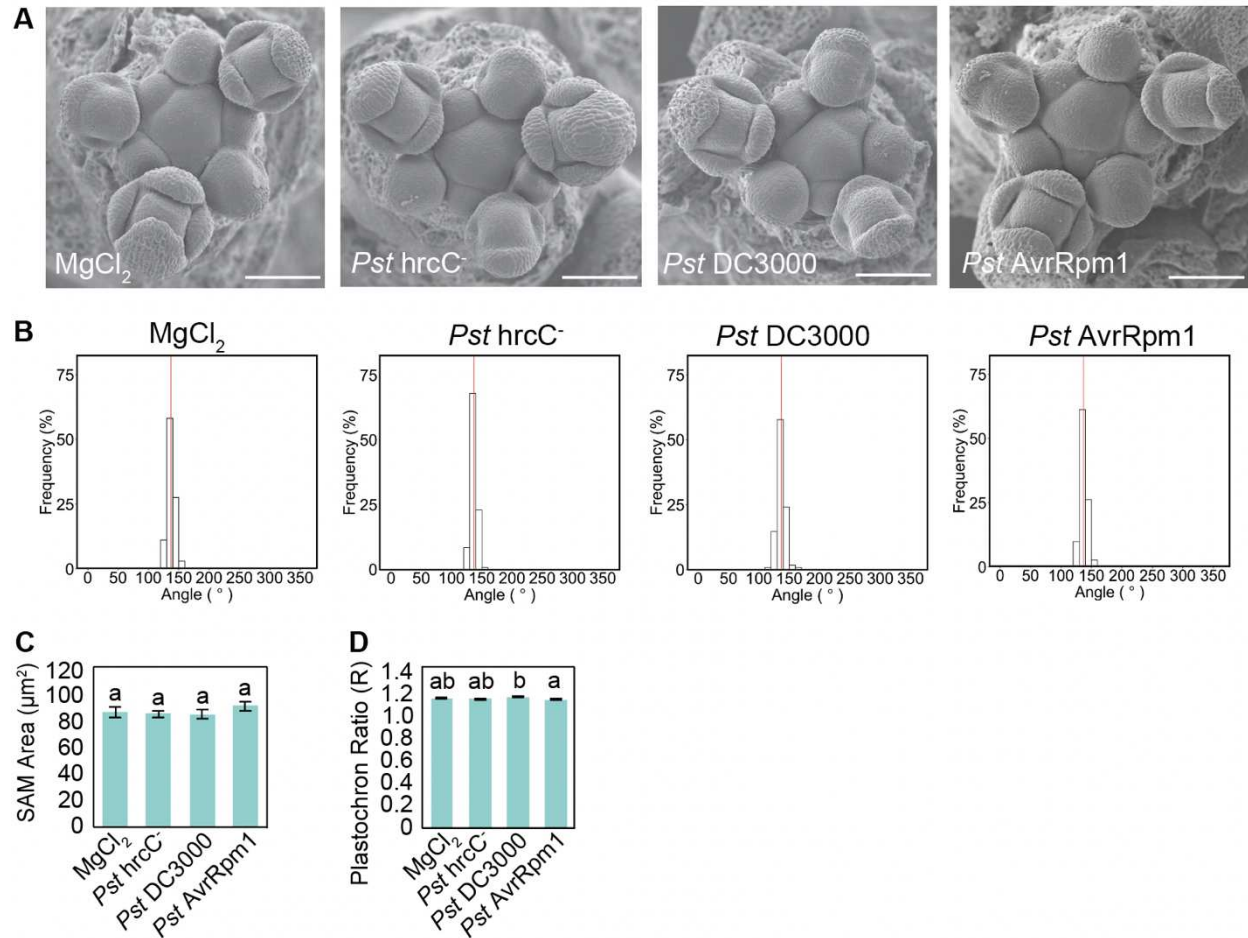 A
MgCl₂
Pst hrcC⁻
Pst DC3000
Pst AvrRpm1
B
MgCl₂
Frequency (%)
75
50
25
0
0 50 100 150 200 250 300 350
Angle ( ° )
Pst hrcC⁻
Frequency (%)
75
50
25
0
0 50 100 150 200 250 300 350
Angle ( ° )
Pst DC3000
Frequency (%)
75
50
25
0
0 50 100 150 200 250 300 350
Angle ( ° )
Pst AvrRpm1
Frequency (%)
75
50
25
0
0 50 100 150 200 250 300 350
Angle ( ° )
C
SAM Area (µm²)
120
100
80
60
40
20
0
a a a a
MgCl₂
Pst hrcC⁻
Pst DC3000
Pst AvrRpm1
D
Plastochron Ratio (R)
1.4
1.2
1.0
0.8
0.6
0.4
0.2
0
ab ab b a
MgCl₂
Pst hrcC⁻
Pst DC3000
Pst AvrRpm1